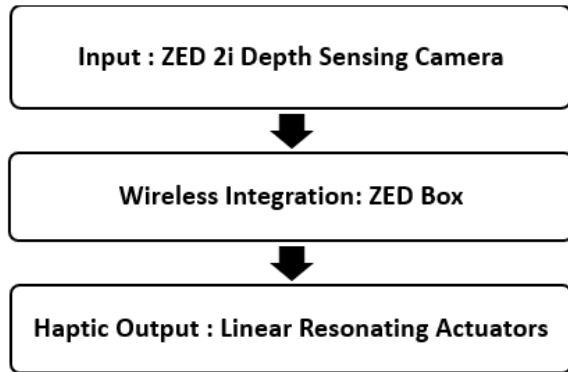 Input : ZED 2i Depth Sensing Camera
Wireless Integration: ZED Box
Haptic Output : Linear Resonating Actuators